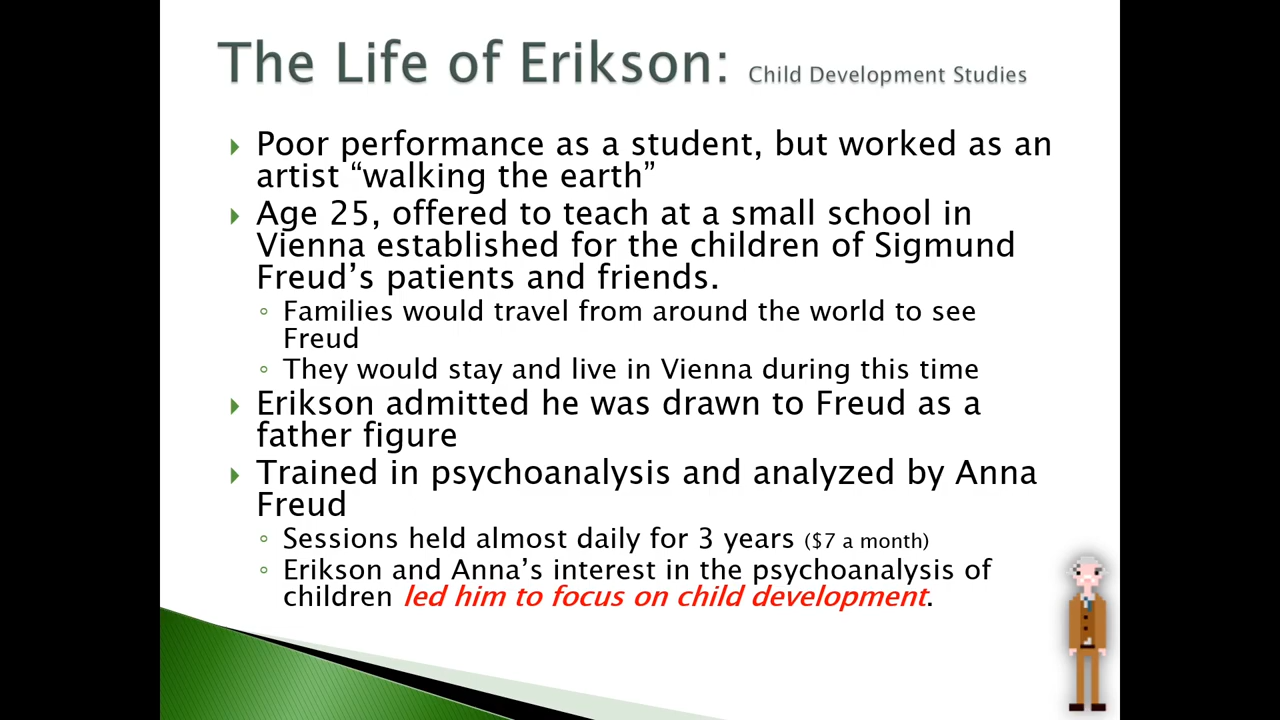 The Life of Erikson: Child Development Studies
Poor performance as a student, but worked as an
artist “walking the earth”
Age 25, offered to teach at a small school in
Vienna established for the children of Sigmund
Freud’s patients and friends.
Families would travel from around the world to see
Freud
They would stay and live in Vienna during this time
Erikson admitted he was drawn to Freud as a
father figure
Trained in psychoanalysis and analyzed by Anna
Freud
Sessions held almost daily for 3 years ($7 a month)
Erikson and Anna’s interest in the psychoanalysis of
children led him to focus on child development.